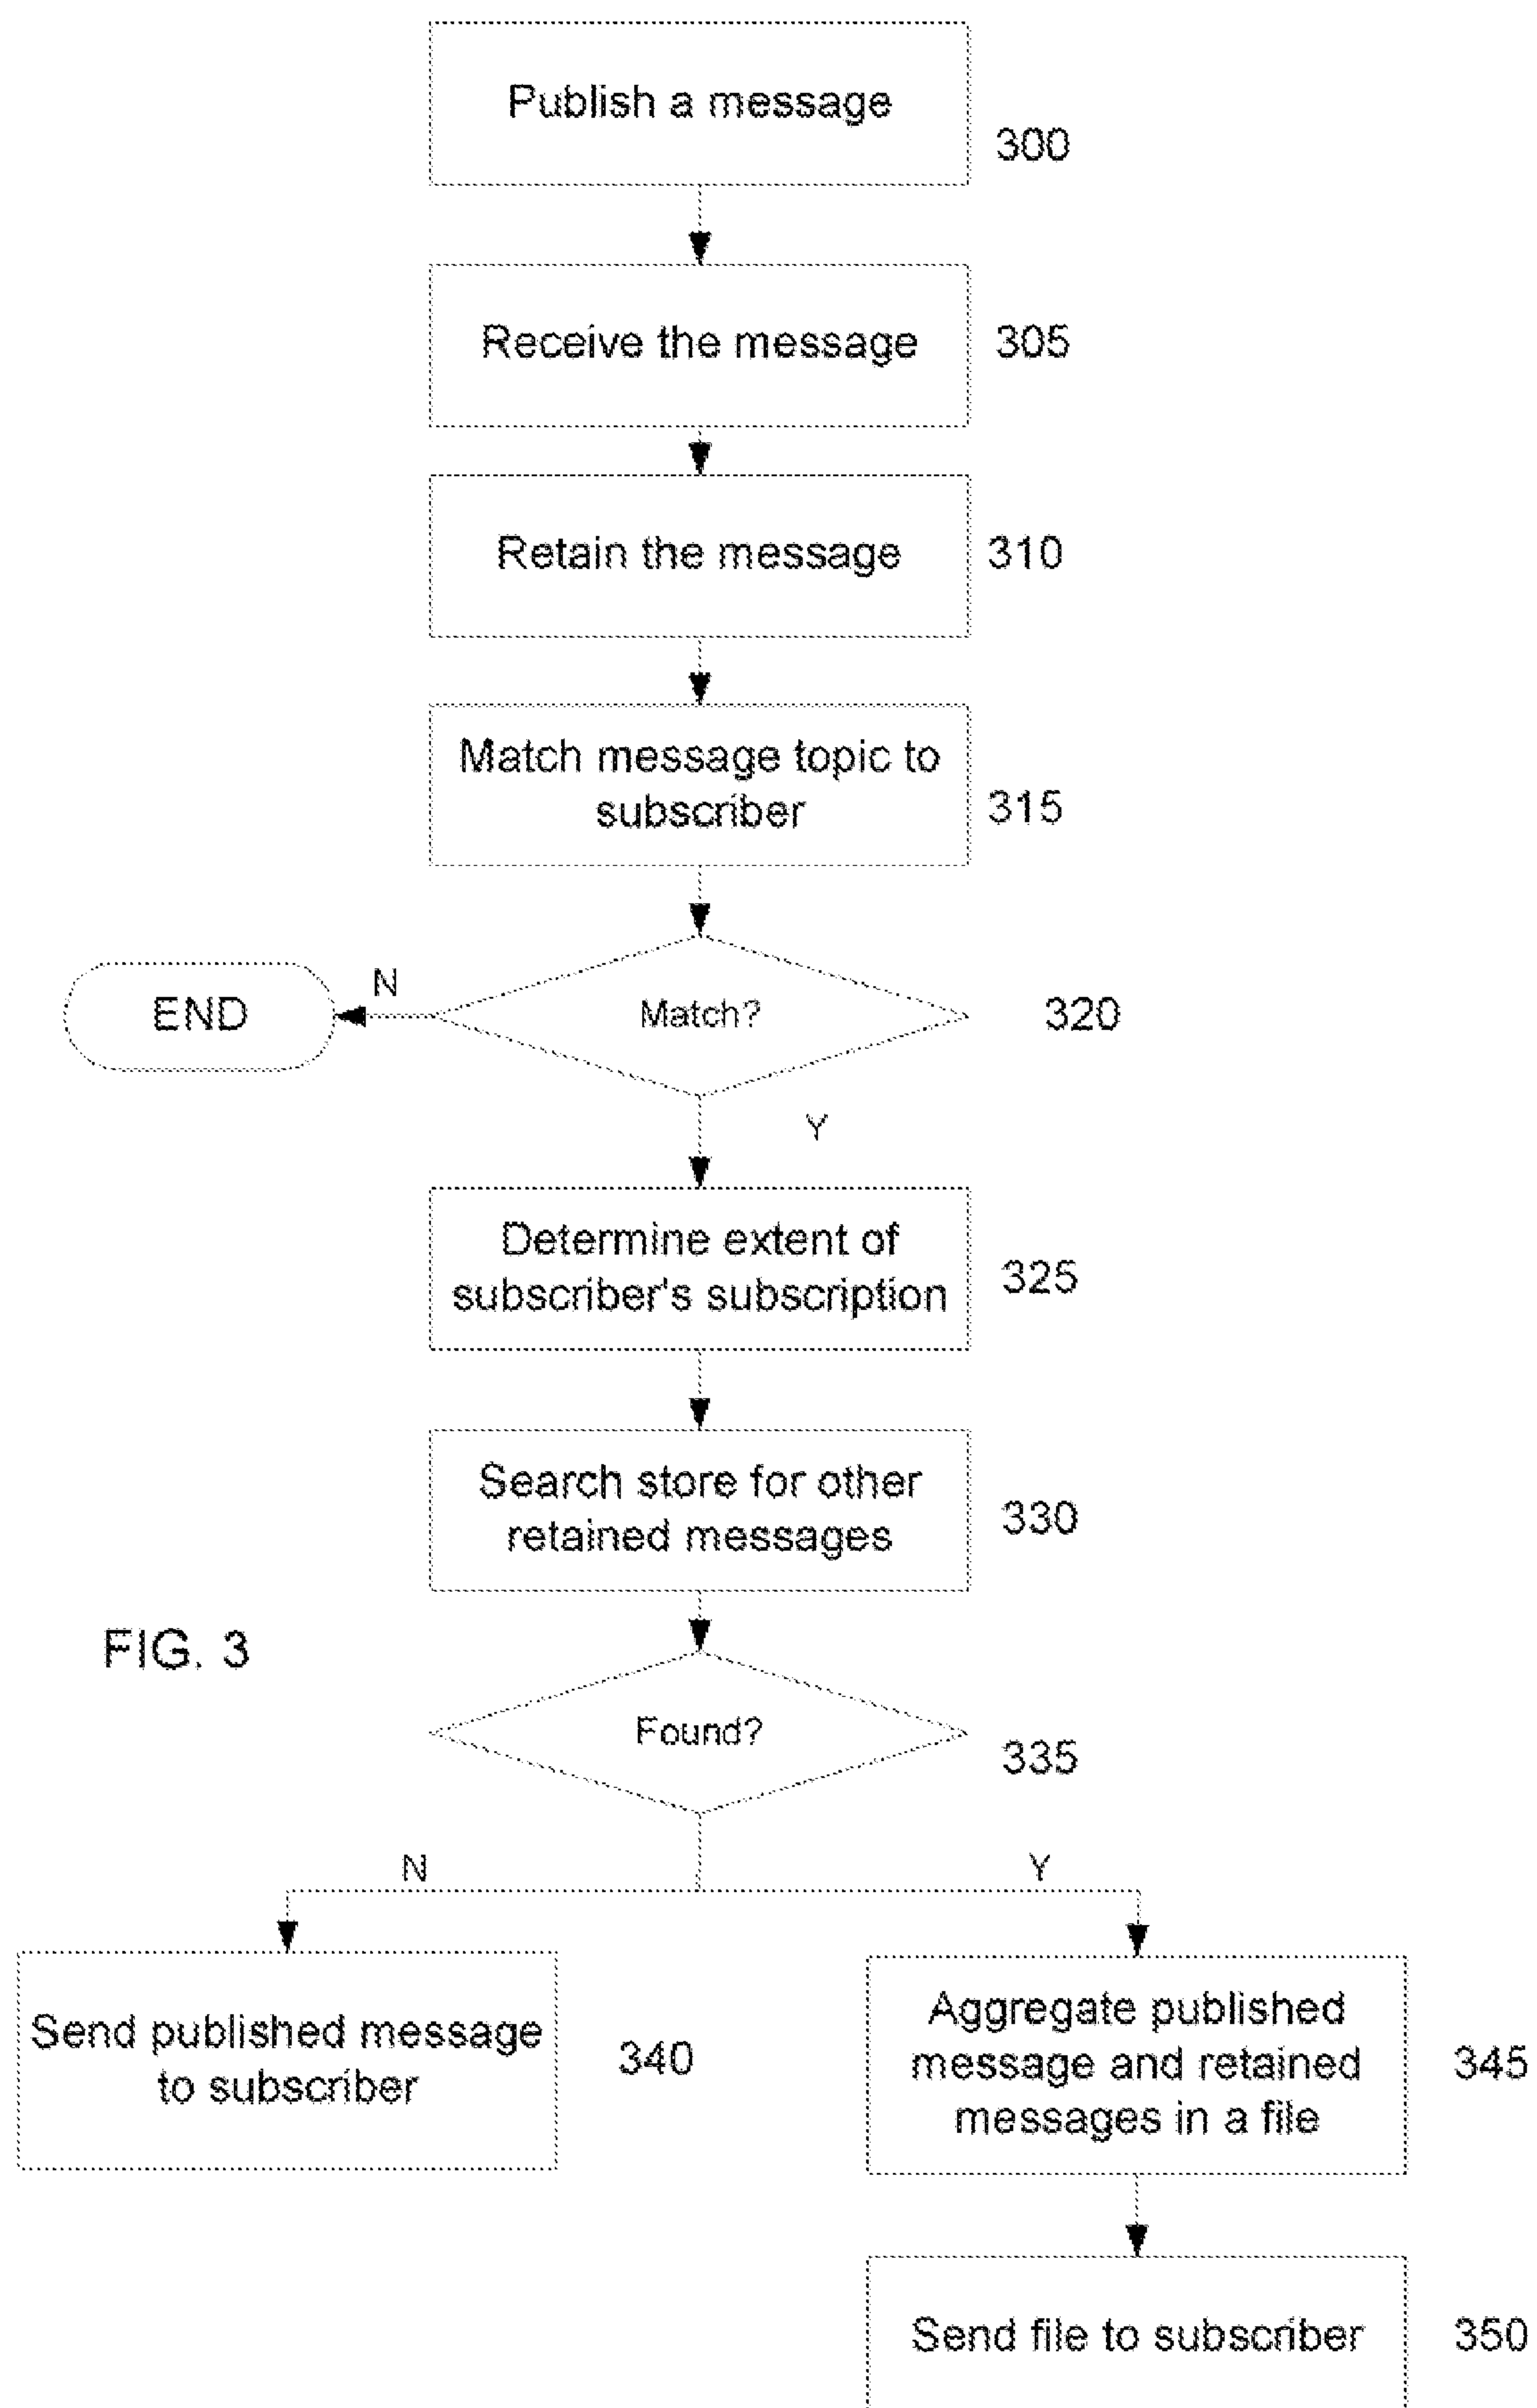 Publish a message
300
Receive the message
305
Retain the message
310
Match message topic to
subscriber
315
N
END
Match?
320
Y
Determine extent of
subscriber's subscription
325
Search store for other
retained messages
330
FIG. 3
Found?
335
N
Y
Send published message
to subscriber
340
Aggregate published
message and retained
messages in a file
345
Send file to subscriber
350